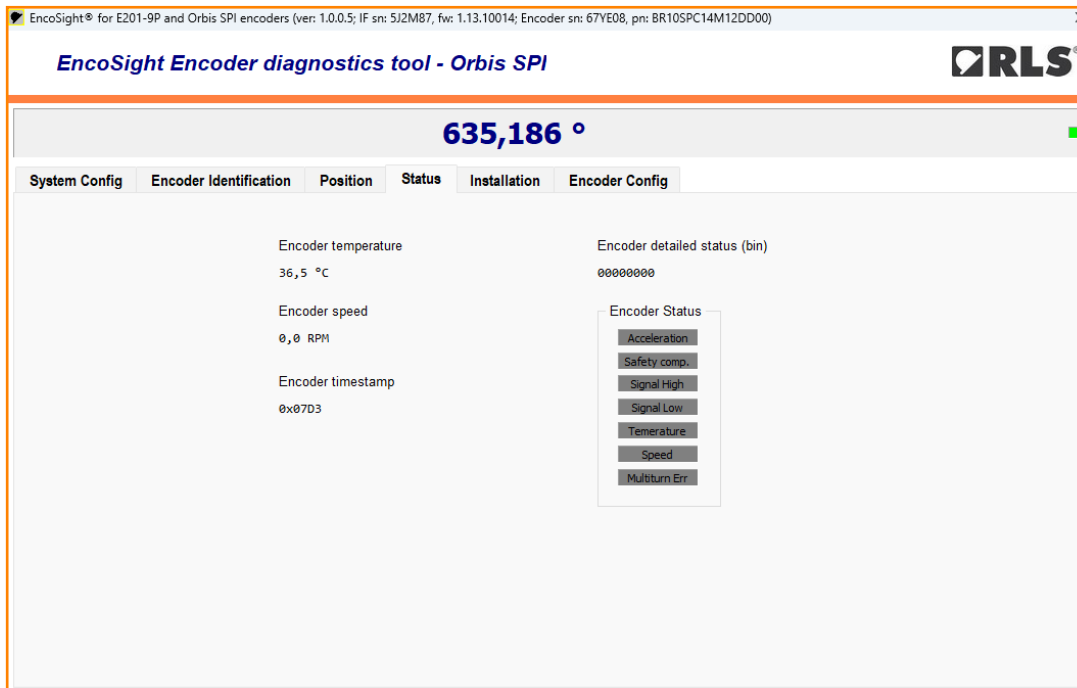 EncoSight® for E201-9P and Orbis SPI encoders (ver: 1.0.0.5; IF sn: 5J2M87, fw: 1.13.10014; Encoder sn: 67YE08, pn: BR10SPC14M12DD00)
EncoSight Encoder diagnostics tool - Orbis SPI
RLS®
635,186 °
System Config Encoder Identification Position Status Installation Encoder Config
Encoder temperature
36,5 °C
Encoder speed
0,0 RPM
Encoder timestamp
0x07D3
Encoder detailed status (bin)
00000000
Encoder Status
Acceleration
Safety comp.
Signal High
Signal Low
Temerature
Speed
Multiturn Err